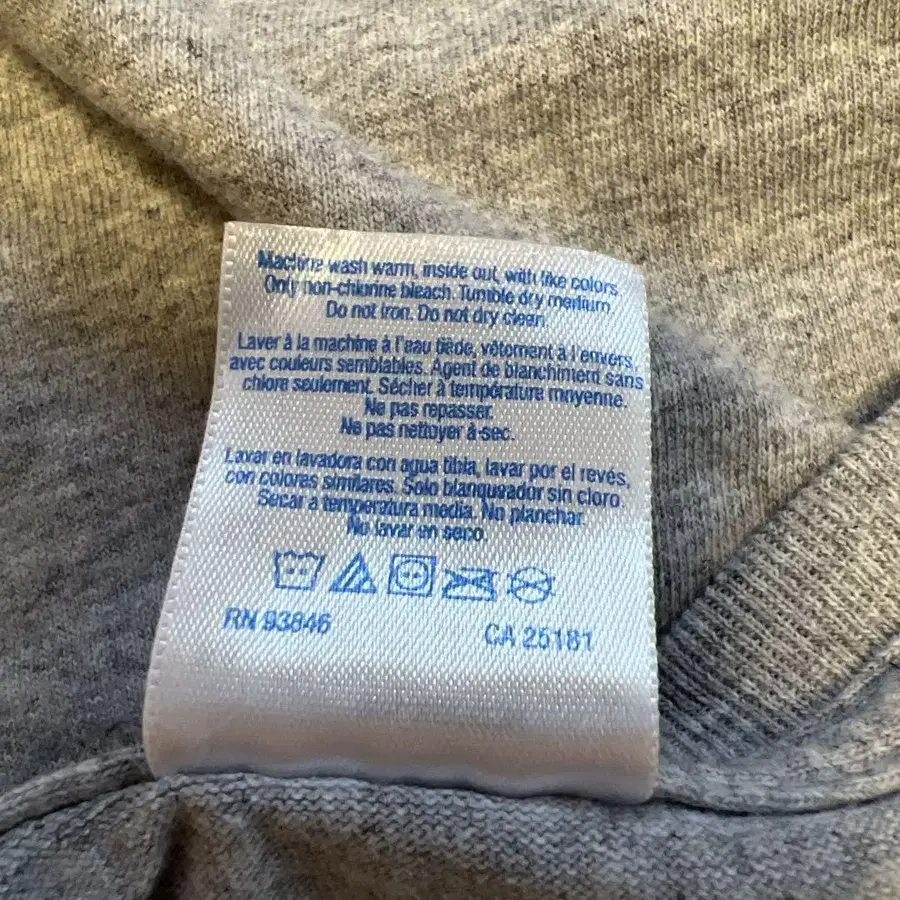 Machine wash warm, inside out, with like colors.
Only non-chlorine bleach. Tumble dry medium.
Do not iron. Do not dry clean.
Laver à la machine à l'eau tiède, vêtement à l'envers,
avec couleurs semblables. Agent de blanchiment sans
chlore seulement. Sécher à température moyenne.
Ne pas repasser.
Ne pas nettoyer à-sec.
Lavar en lavadora con agua tibia, lavar por el revés,
con colores similares. Solo blanqueador sin cloro.
Secar a temperatura media. No planchar.
No lavar en seco.
RN 93846 CA 25181